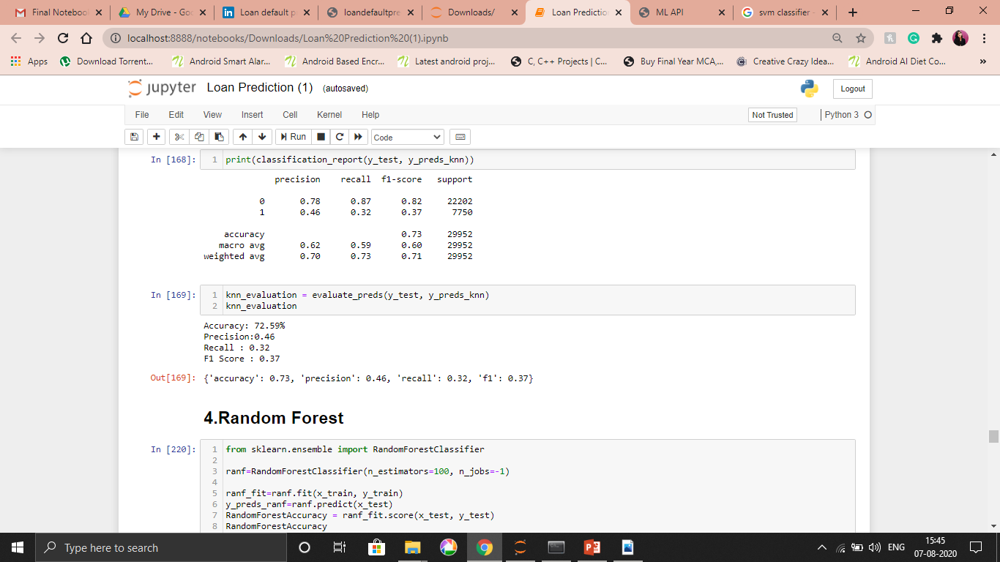 Final Noteboo
My Drive - Goo
Loan default p
loandefaultpre
Downloads/
Loan Predictio
ML API
svm classifier -
localhost:8888/notebooks/Downloads/Loan%20Prediction%20(1).ipynb
Apps
Download Torrent...
Android Smart Alar...
Android Based Encr...
Latest android proj...
C, C++ Projects | C...
Buy Final Year MCA,...
Creative Crazy Idea...
Android AI Diet Co...
»
jupyter Loan Prediction (1) (autosaved)
Logout
File Edit View Insert Cell Kernel Help
Not Trusted
Python 3
Run
Code
In [168]: 1 print(classification_report(y_test, y_preds_knn))
precision recall f1-score support
0 0.78 0.87 0.82 22202
1 0.46 0.32 0.37 7750
accuracy 0.73 29952
macro avg 0.62 0.59 0.60 29952
weighted avg 0.70 0.73 0.71 29952
In [169]: 1 knn_evaluation = evaluate_preds(y_test, y_preds_knn)
2 knn_evaluation
Accuracy: 72.59%
Precision:0.46
Recall : 0.32
F1 Score : 0.37
Out[169]: {'accuracy': 0.73, 'precision': 0.46, 'recall': 0.32, 'f1': 0.37}
4.Random Forest
In [220]: 1 from sklearn.ensemble import RandomForestClassifier
2
3 ranf=RandomForestClassifier(n_estimators=100, n_jobs=-1)
4
5 ranf_fit=ranf.fit(x_train, y_train)
6 y_preds_ranf=ranf.predict(x_test)
7 RandomForestAccuracy = ranf_fit.score(x_test, y_test)
8 RandomForestAccuracy
Type here to search
ENG
15:45
07-08-2020